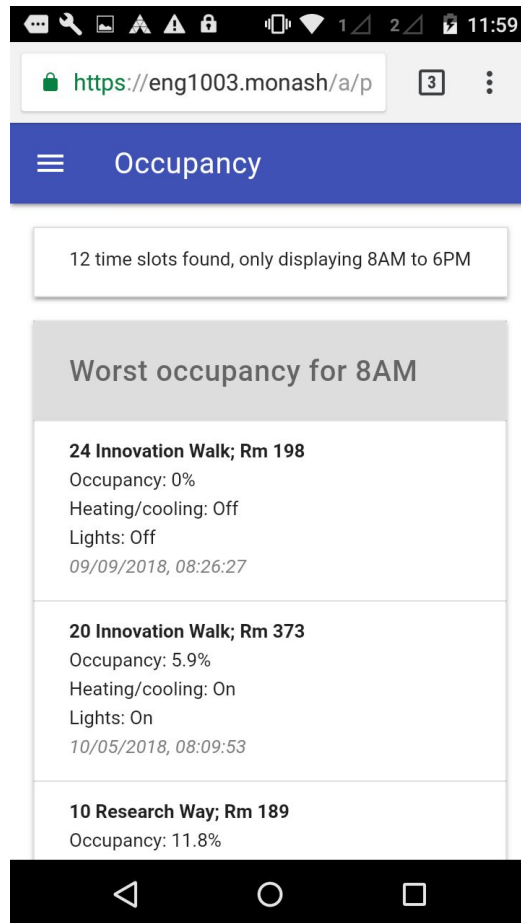 1 2 11:59
https://eng1003.monash/a/p 3
Occupancy
12 time slots found, only displaying 8AM to 6PM
Worst occupancy for 8AM
24 Innovation Walk; Rm 198
Occupancy: 0%
Heating/cooling: Off
Lights: Off
09/09/2018, 08:26:27
20 Innovation Walk; Rm 373
Occupancy: 5.9%
Heating/cooling: On
Lights: On
10/05/2018, 08:09:53
10 Research Way; Rm 189
Occupancy: 11.8%